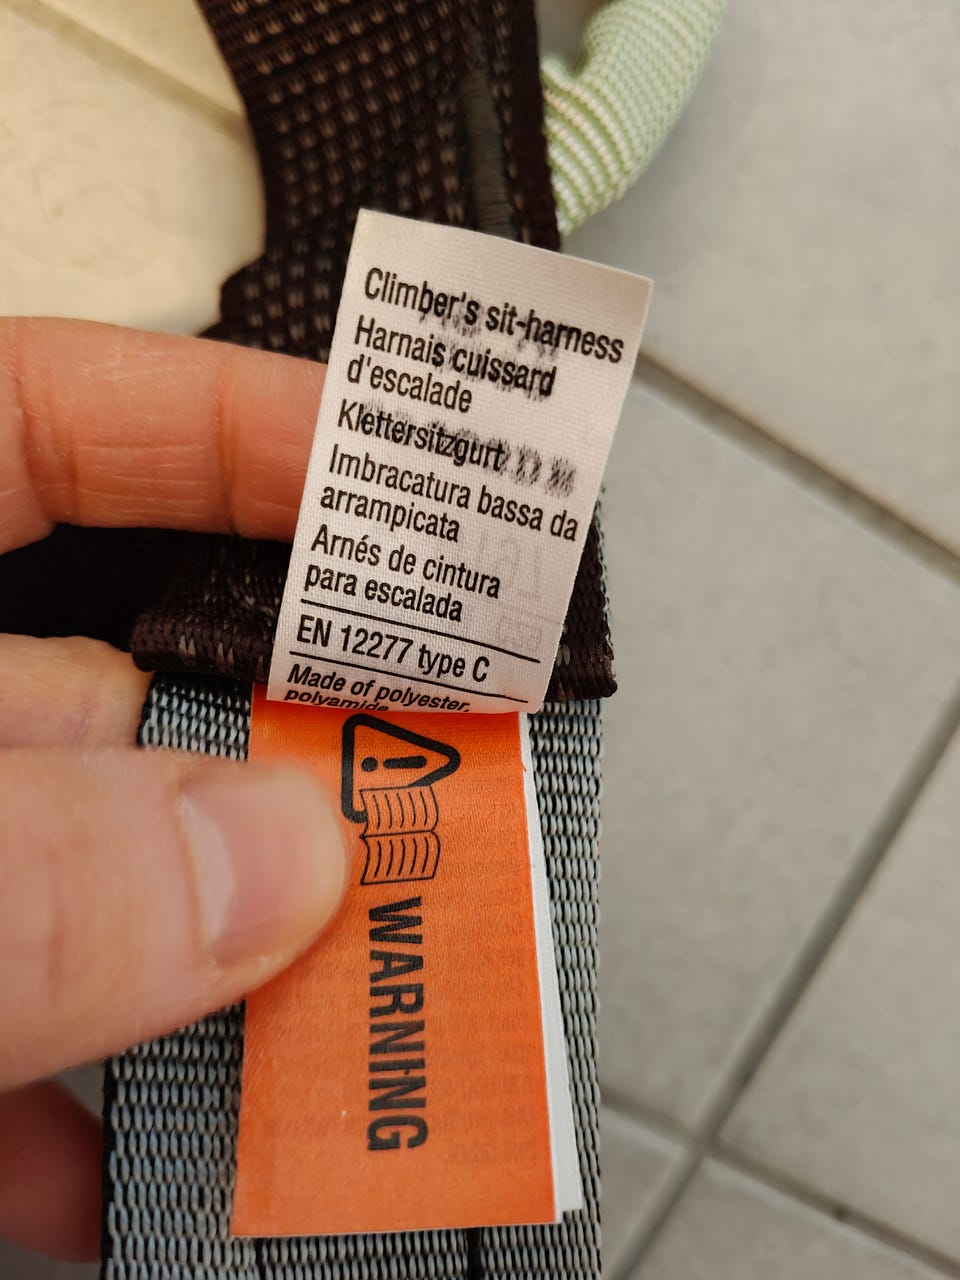 Climber's sit-harness
Harnais cuissard
d'escalade
Klettersitzgurt
Imbracatura bassa da
arrampicata
Arnés de cintura
para escalada
EN 12277 type C
Made of polyester,
polyamide
WARNING